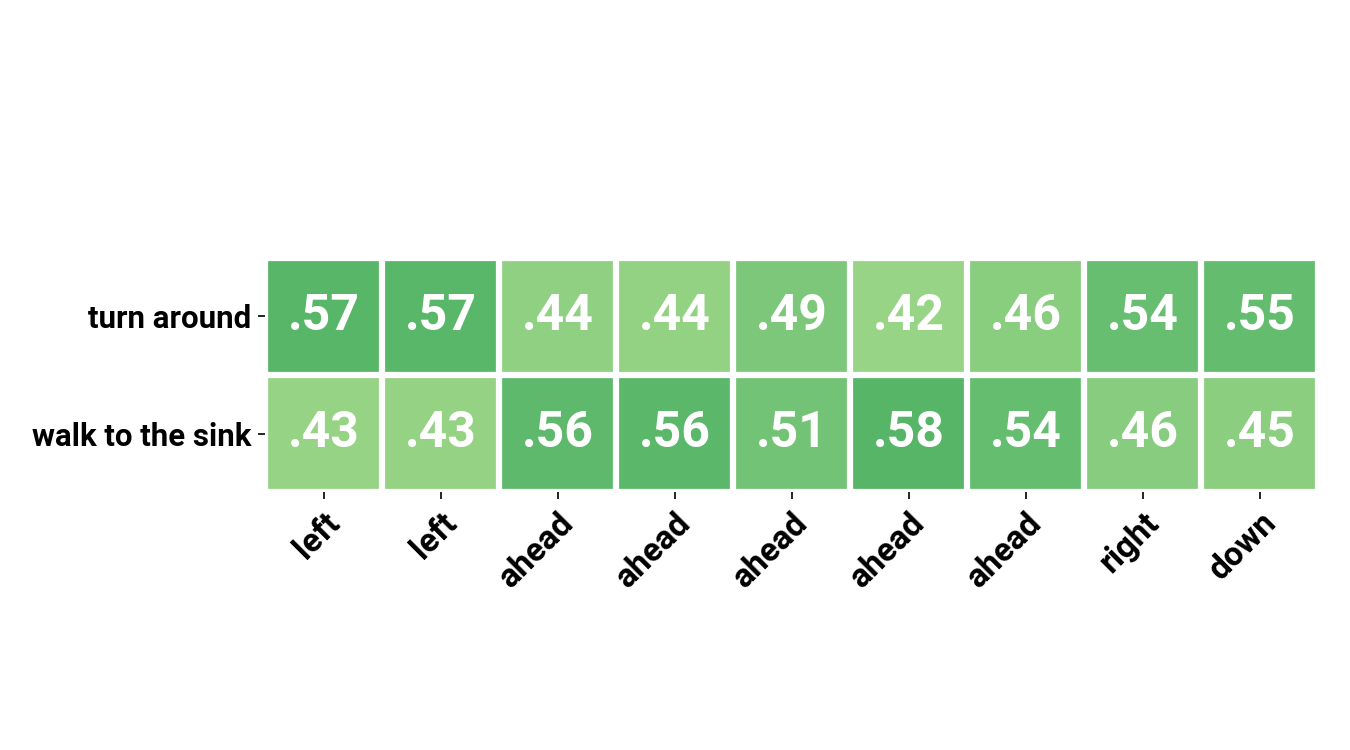 turn around .57 .57 .44 .44 .49 .42 .46 .54 .55
walk to the sink .43 .43 .56 .56 .51 .58 .54 .46 .45
left left ahead ahead ahead ahead ahead right down